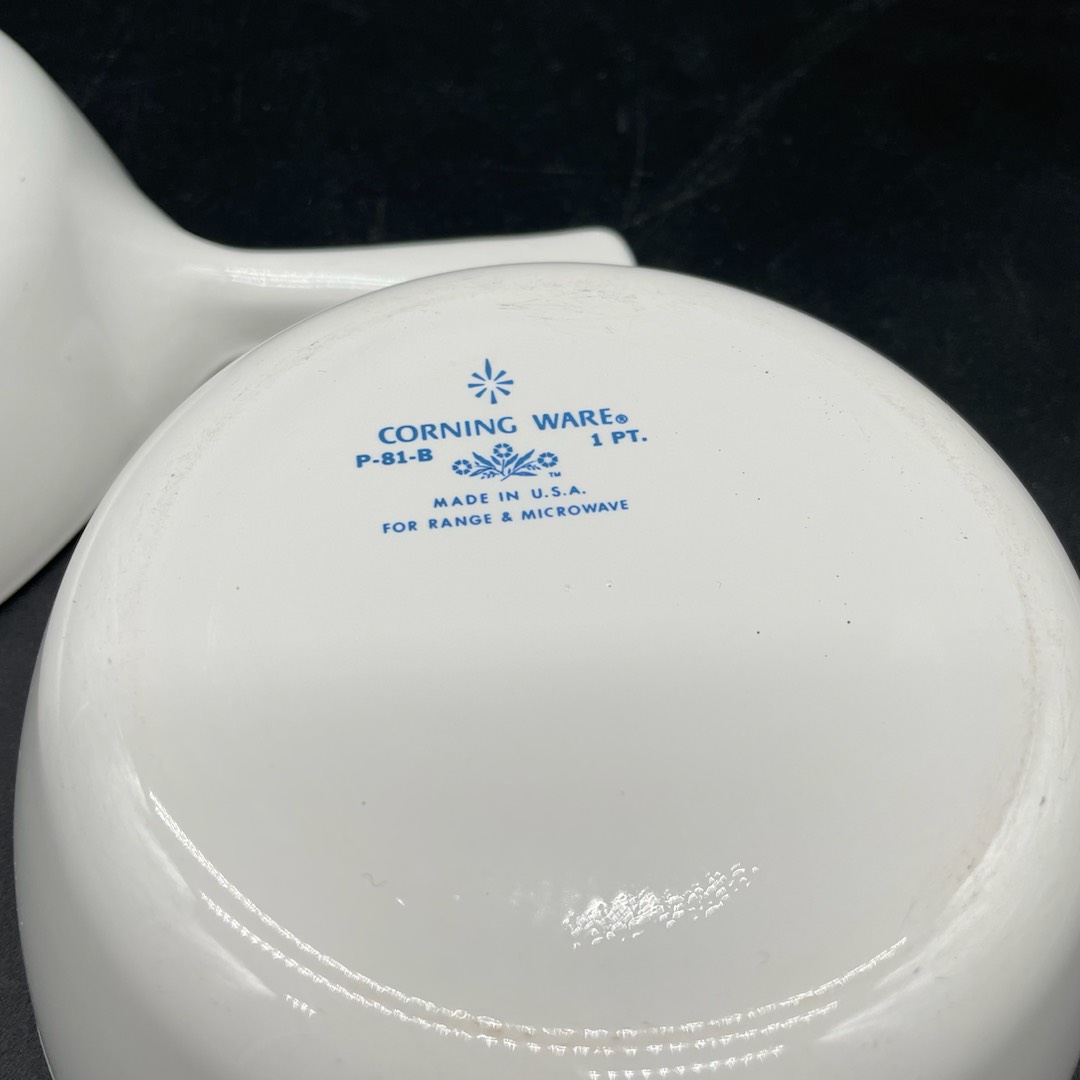 CORNING WARE®
P-81-B 1 PT.
™
MADE IN U.S.A.
FOR RANGE & MICROWAVE